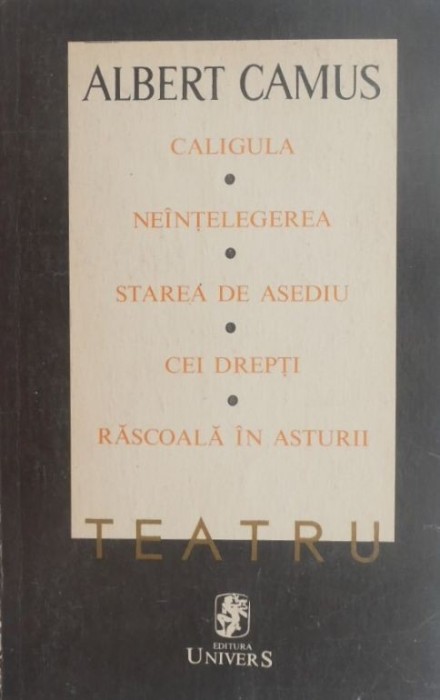 ALBERT CAMUS
CALIGULA
NEÎNȚELEGEREA
STAREA DE ASEDIU
CEI DREPȚI
RĂSCOALĂ ÎN ASTURII
TEATRU
EDITURA
UNIVERS